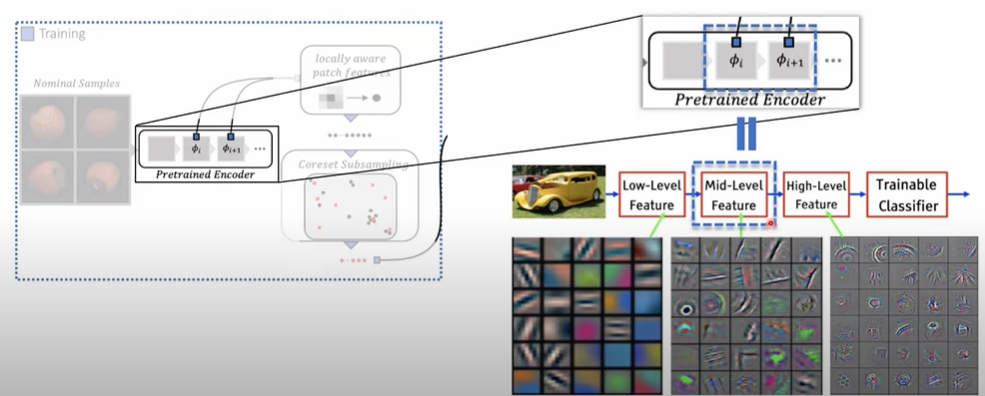 Training
Nominal Samples
locally aware
patch features
ϕi
ϕi+1
...
Pretrained Encoder
Coreset Subsampling
ϕi
ϕi+1
...
Pretrained Encoder
Low-Level
Feature
Mid-Level
Feature
High-Level
Feature
Trainable
Classifier